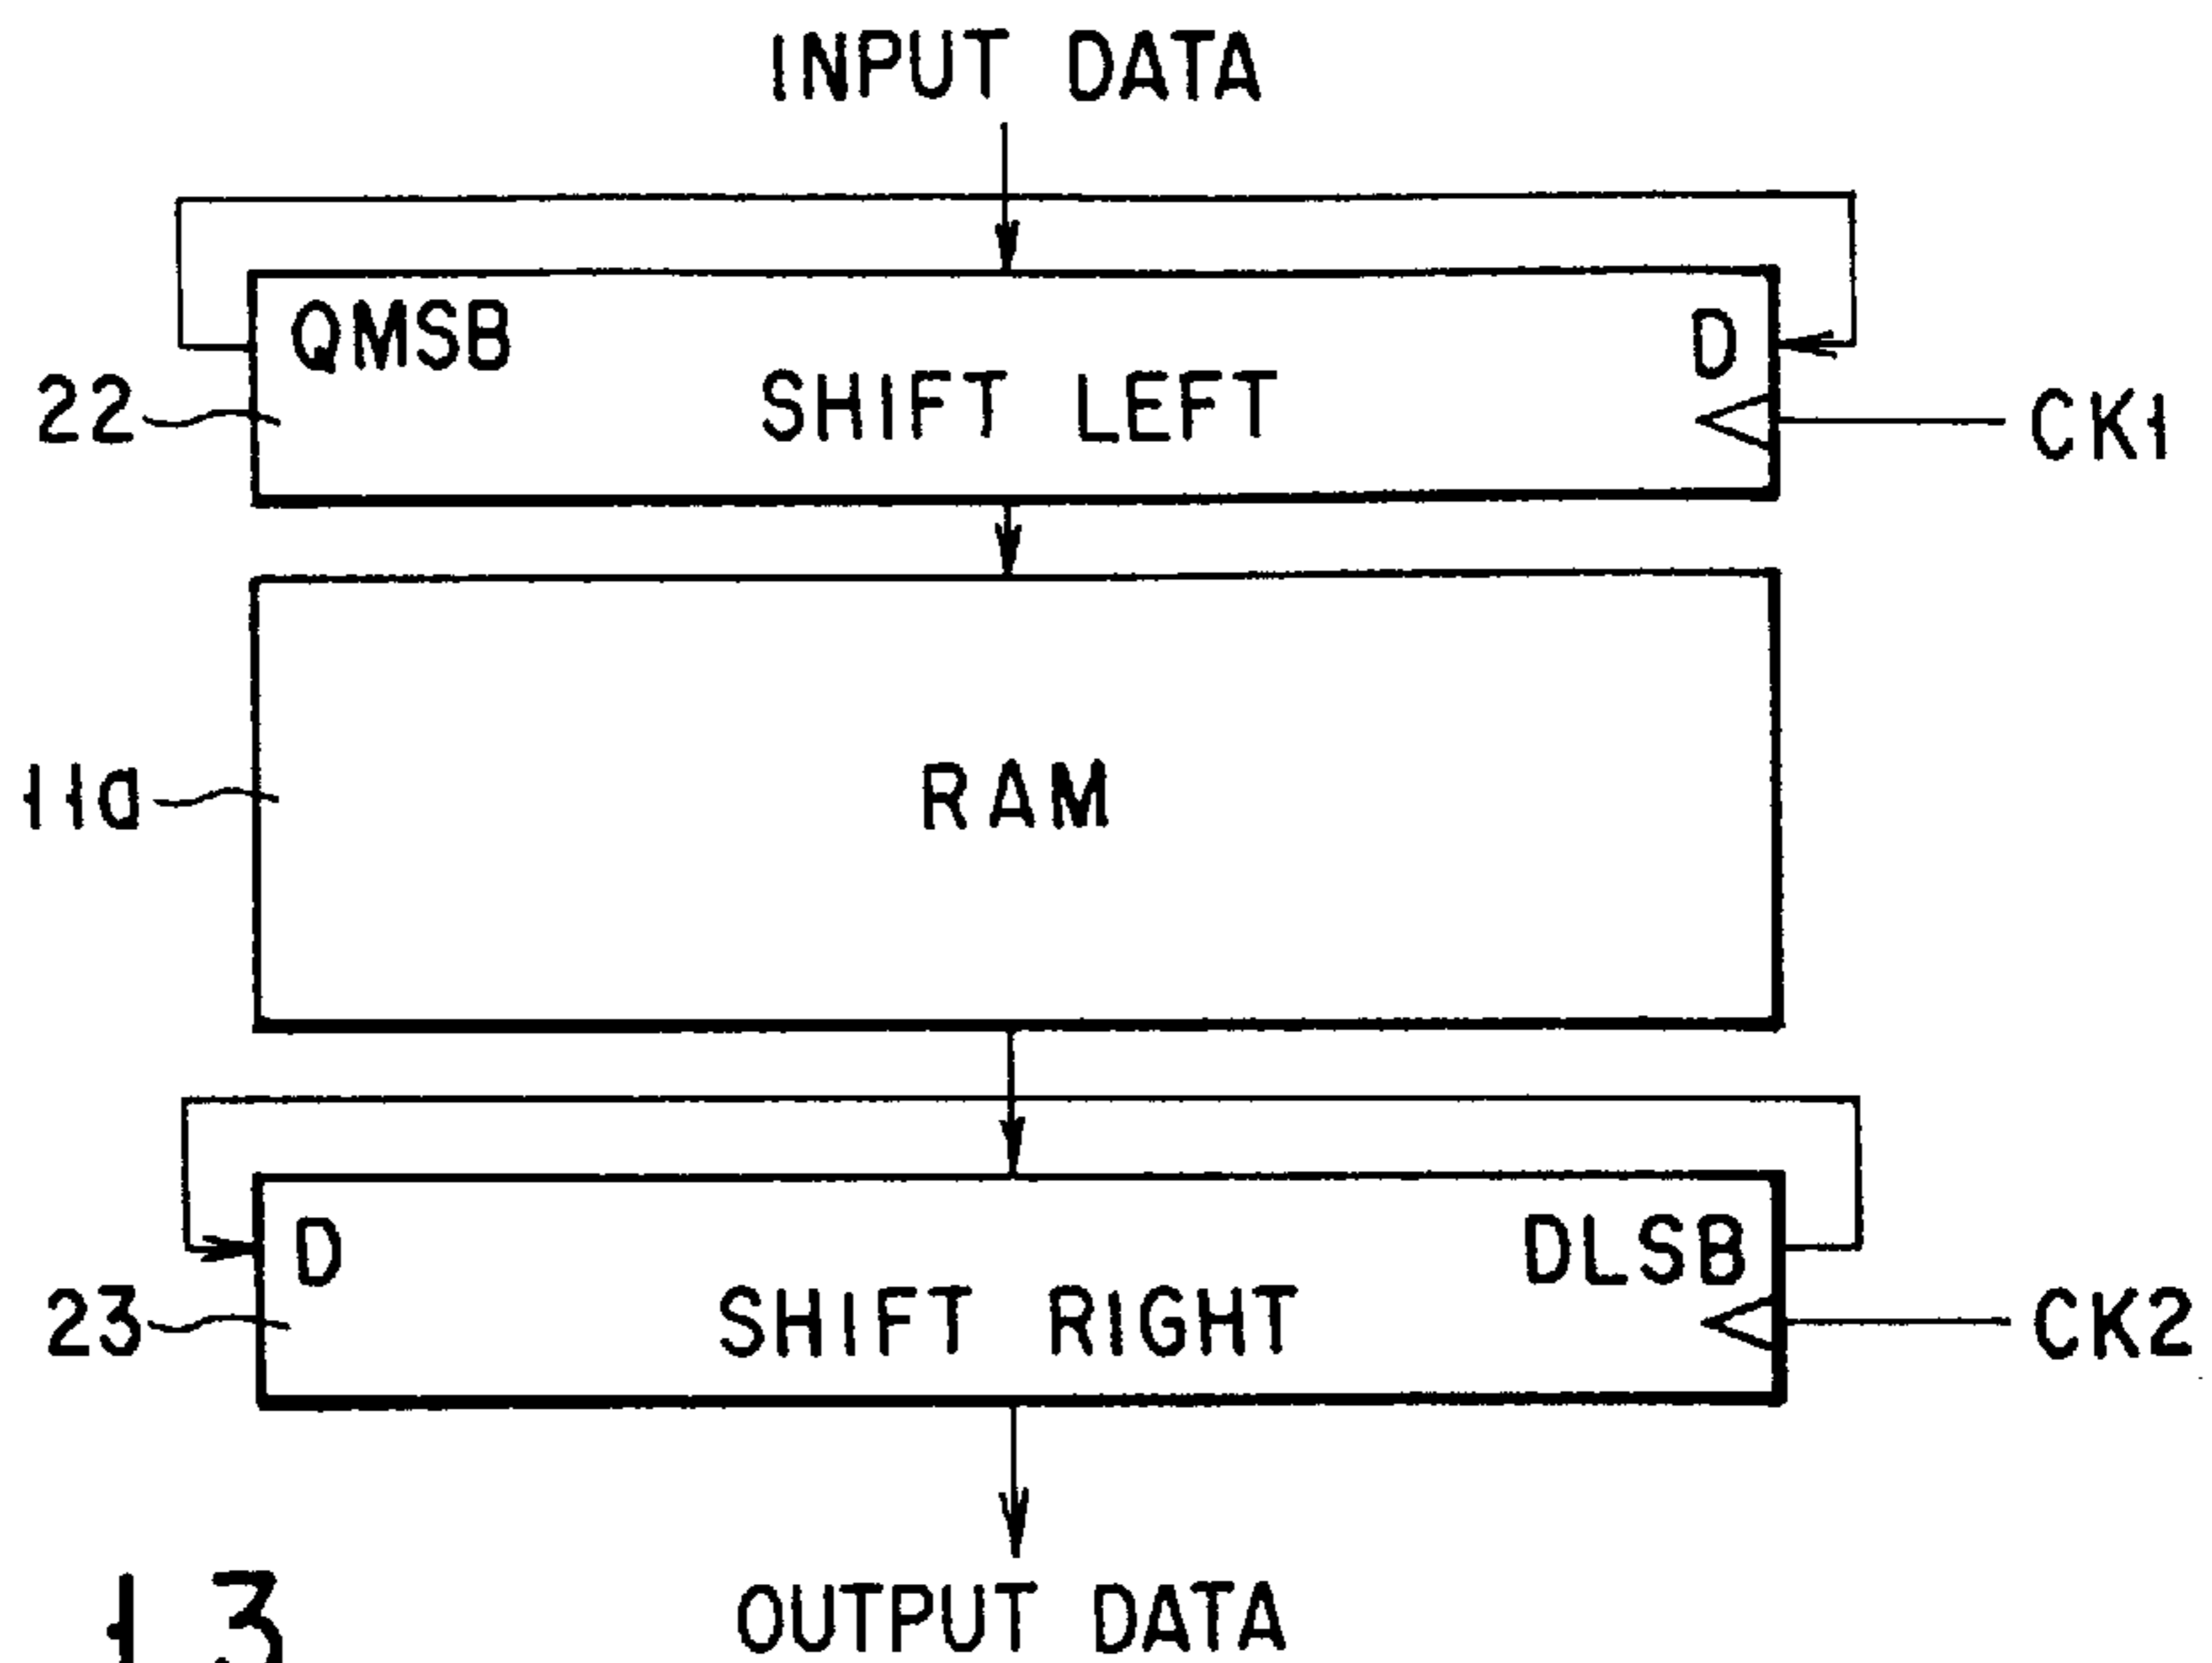 INPUT DATA
QMSB
D
22
SHIFT LEFT
CK1
11a
RAM
D
DLSB
23
SHIFT RIGHT
CK2
OUTPUT DATA
13